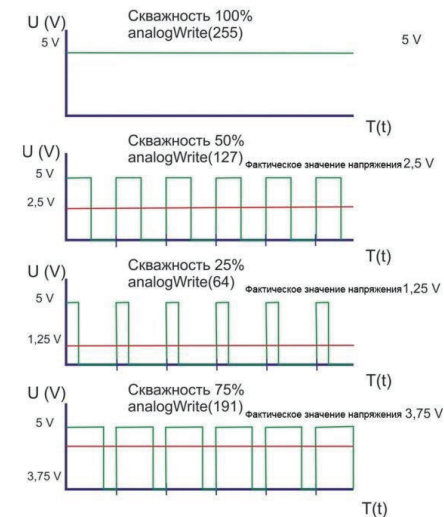 U (V)
Скважность 100%
analogWrite(255)
5 V
5 V
T(t)
U (V)
Скважность 50%
analogWrite(127)
Фактическое значение напряжения 2,5 V
5 V
2,5 V
T(t)
U (V)
Скважность 25%
analogWrite(64)
Фактическое значение напряжения 1,25 V
5 V
1,25 V
T(t)
U (V)
Скважность 75%
analogWrite(191)
Фактическое значение напряжения 3,75 V
5 V
3,75 V
T(t)